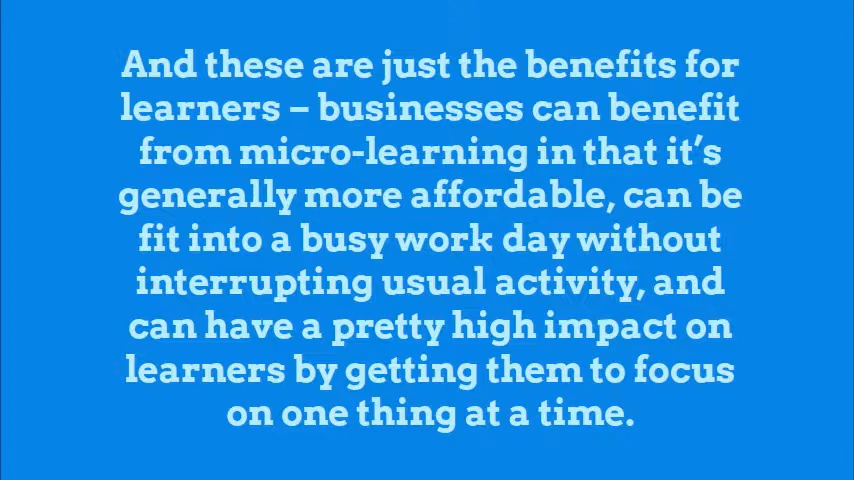 And these are just the benefits for
learners – businesses can benefit
from micro-learning in that it’s
generally more affordable, can be
fit into a busy work day without
interrupting usual activity, and
can have a pretty high impact on
learners by getting them to focus
on one thing at a time.